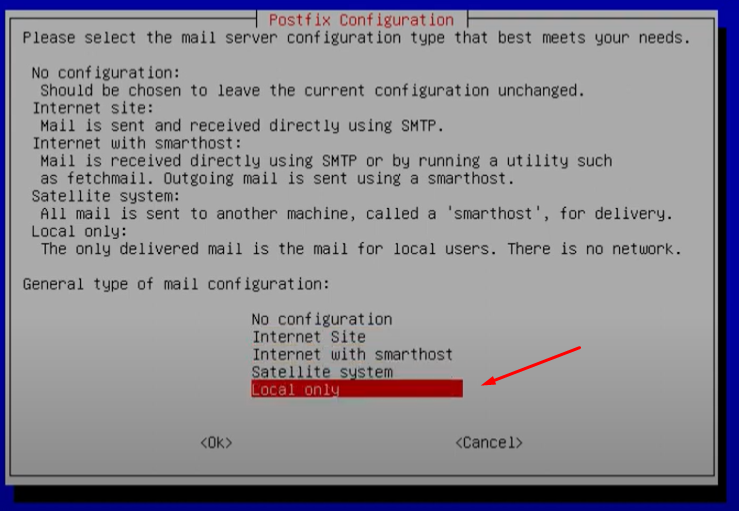 Postfix Configuration
Please select the mail server configuration type that best meets your needs.
No configuration:
Should be chosen to leave the current configuration unchanged.
Internet site:
Mail is sent and received directly using SMTP.
Internet with smarthost:
Mail is received directly using SMTP or by running a utility such
as fetchmail. Outgoing mail is sent using a smarthost.
Satellite system:
All mail is sent to another machine, called a 'smarthost', for delivery.
Local only:
The only delivered mail is the mail for local users. There is no network.
General type of mail configuration:
No configuration
Internet Site
Internet with smarthost
Satellite system
Local only
<Ok> <Cancel>